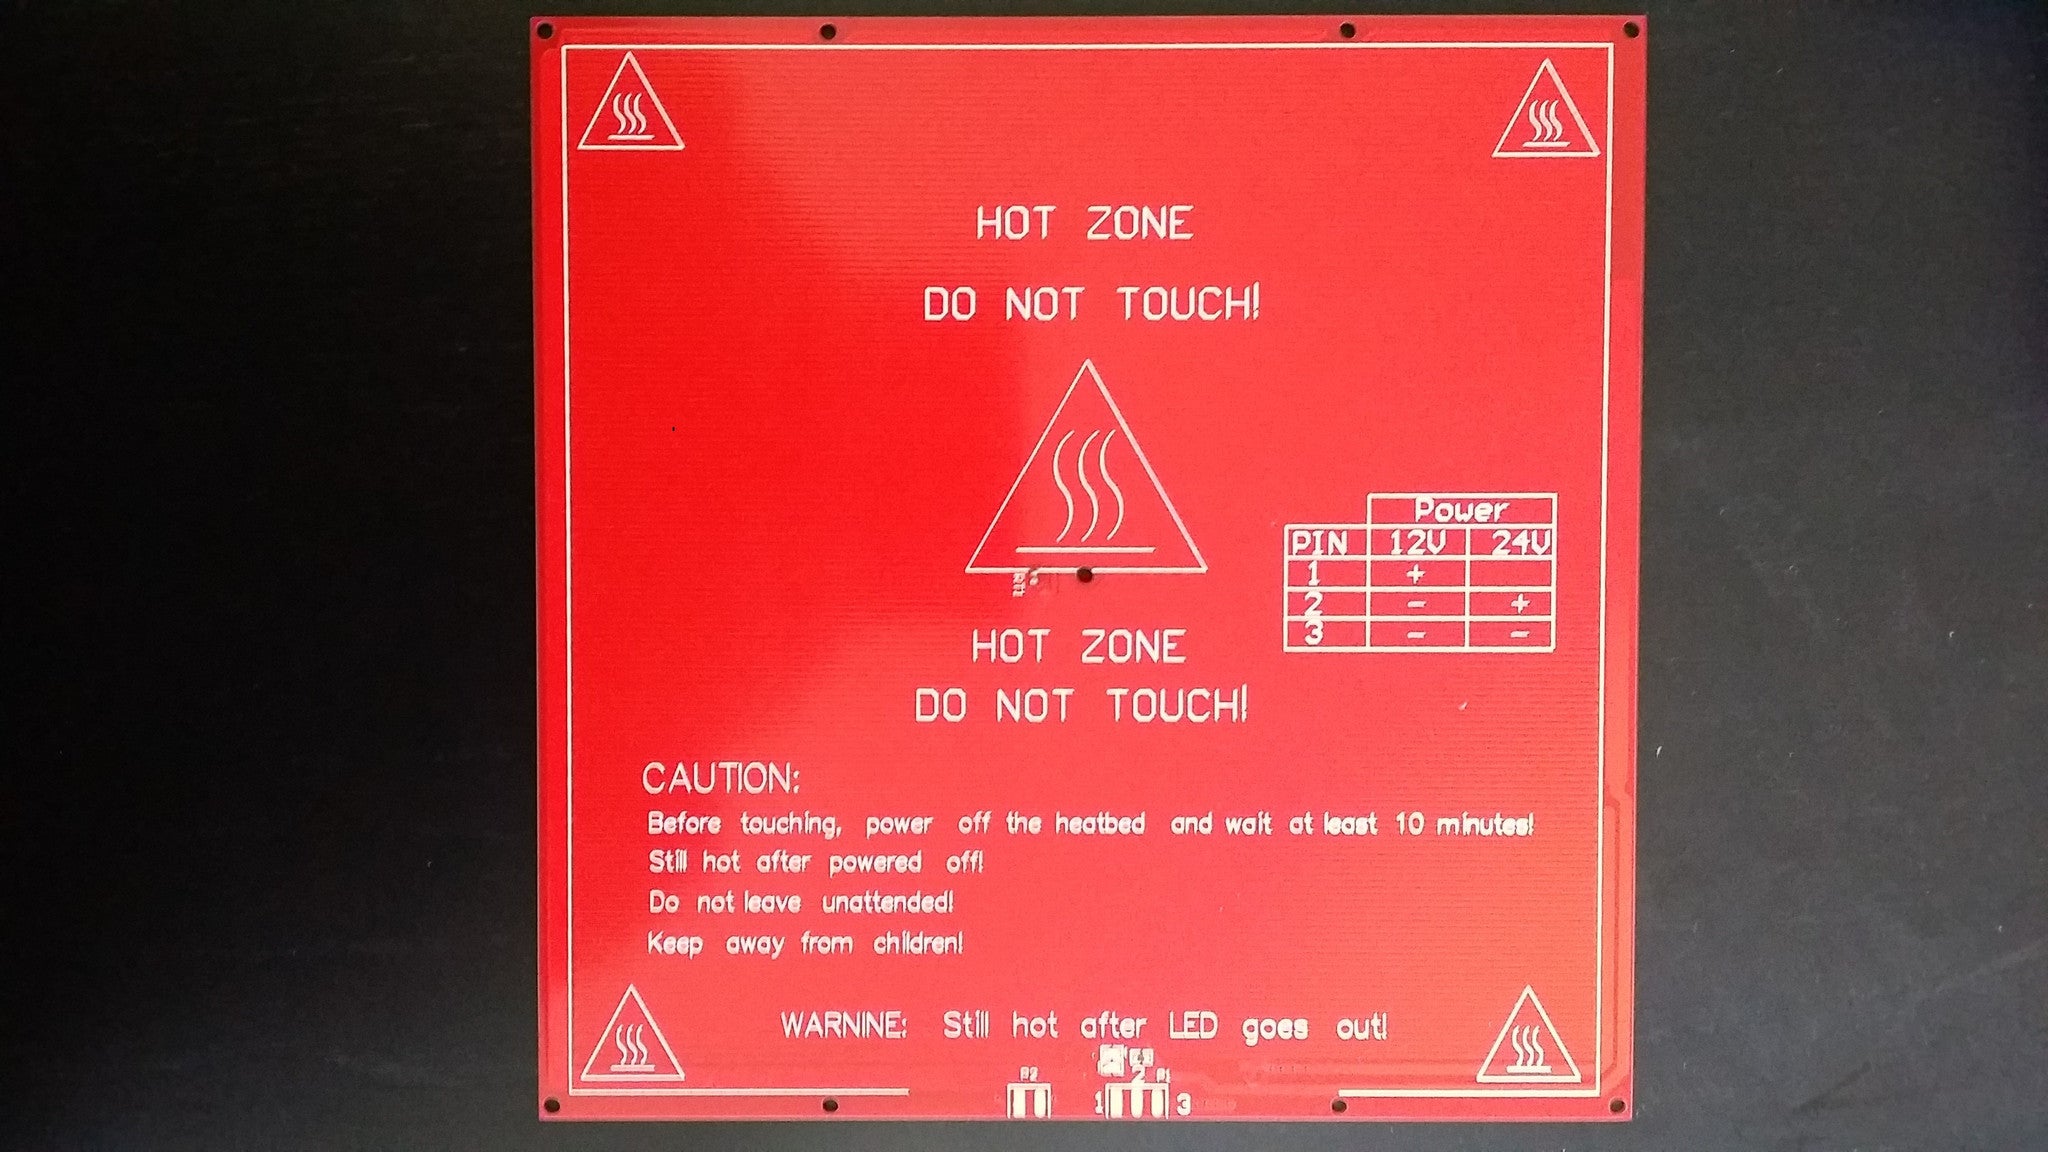 HOT ZONE
DO NOT TOUCH!
Power
PIN 12V 24V
1 +
2 - +
3 - -
HOT ZONE
DO NOT TOUCH!
CAUTION:
Before touching, power off the heatbed and wait at least 10 minutes!
Still hot after powered off!
Do not leave unattended!
Keep away from children!
WARNINE: Still hot after LED goes out!
2
1 3